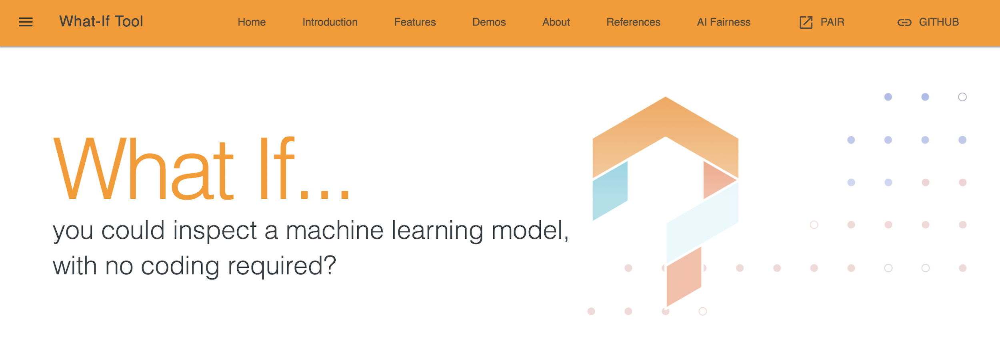 What-If Tool Home Introduction Features Demos About References AI Fairness PAIR GITHUB
What If...
you could inspect a machine learning model,
with no coding required?